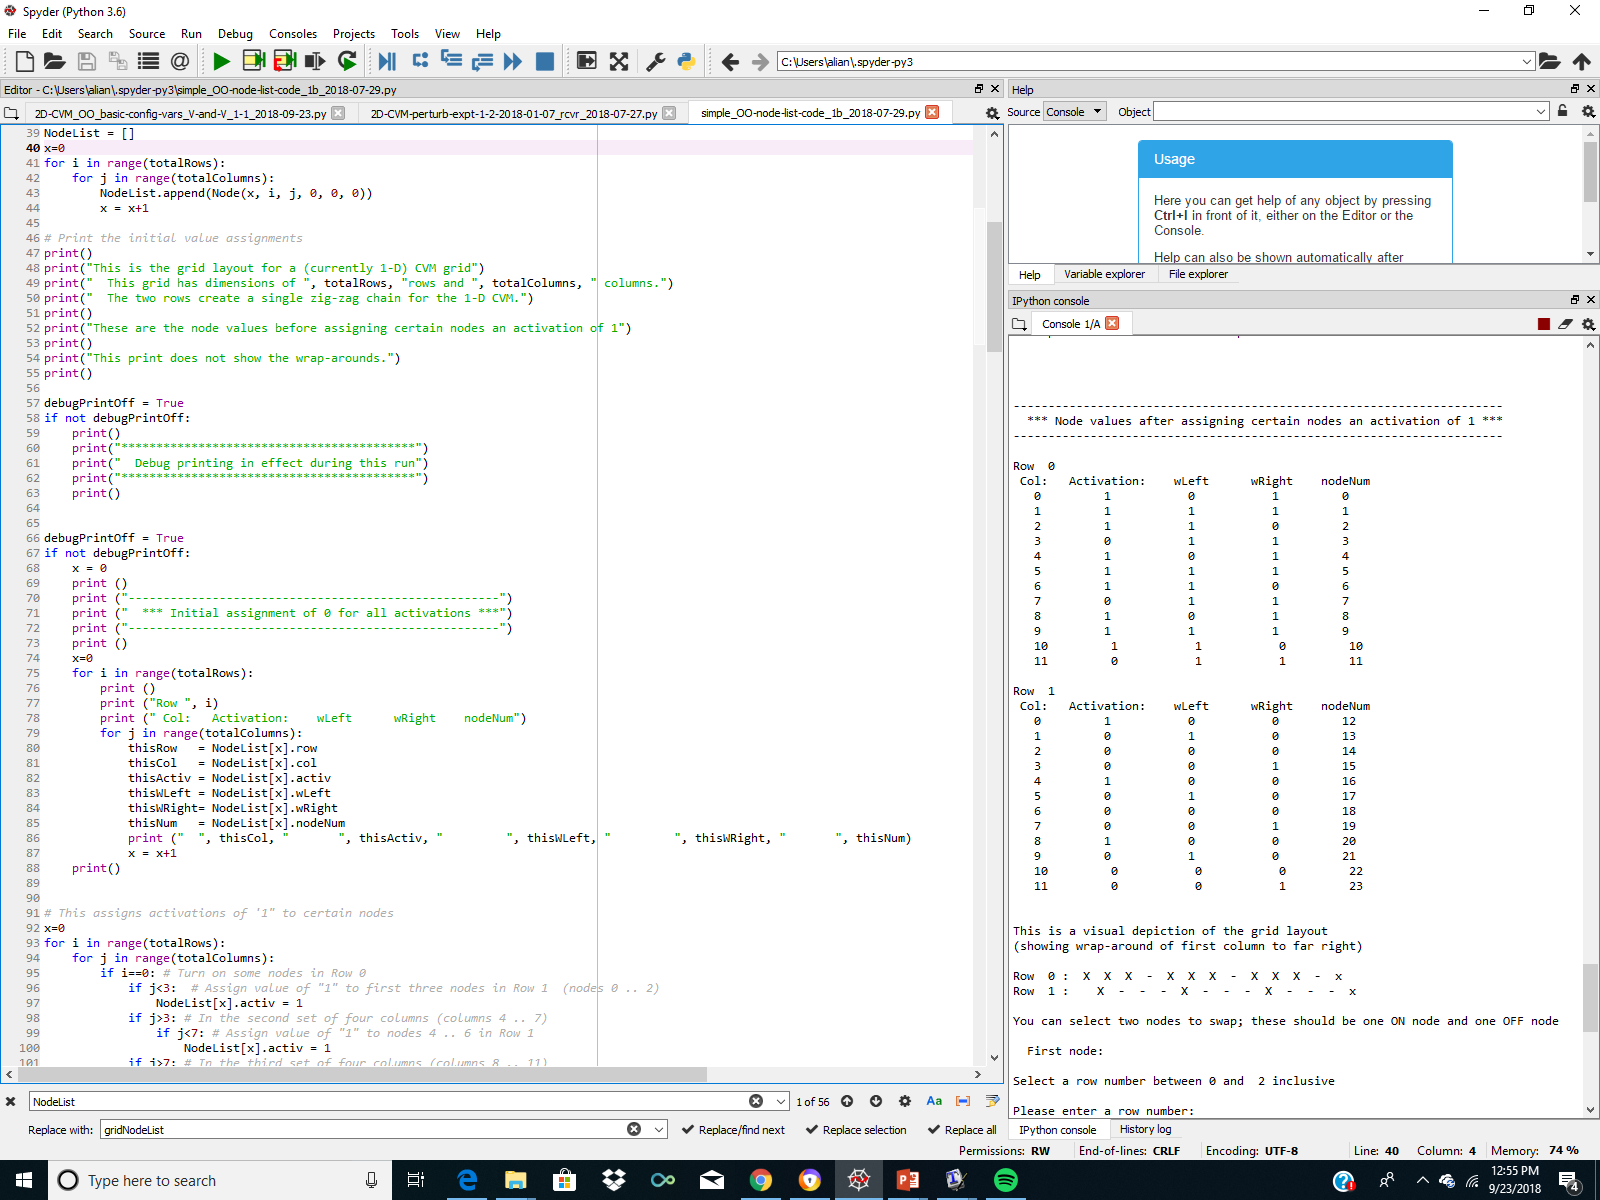 Spyder (Python 3.6)
File Edit Search Source Run Debug Consoles Projects Tools View Help
C:\Users\alian\.spyder-py3
Editor - C:\Users\alian\.spyder-py3\simple_OO-node-list-code_1b_2018-07-29.py
2D-CVM_OO_basic-config-vars_V-and-V_1-1_2018-09-23.py 2D-CVM-perturb-expt-1-2-2018-01-07_rcvr_2018-07-27.py simple_OO-node-list-code_1b_2018-07-29.py
39 NodeList = []
40 x=0
41 for i in range(totalRows):
42     for j in range(totalColumns):
43         NodeList.append(Node(x, i, j, 0, 0, 0))
44         x = x+1
45
46 # Print the initial value assignments
47 print()
48 print("This is the grid layout for a (currently 1-D) CVM grid")
49 print("  This grid has dimensions of ", totalRows, "rows and ", totalColumns, " columns.")
50 print("  The two rows create a single zig-zag chain for the 1-D CVM.")
51 print()
52 print("These are the node values before assigning certain nodes an activation of 1")
53 print()
54 print("This print does not show the wrap-arounds.")
55 print()
56
57 debugPrintOff = True
58 if not debugPrintOff:
59     print()
60     print("******************************************")
61     print("  Debug printing in effect during this run")
62     print("******************************************")
63     print()
64
65
66 debugPrintOff = True
67 if not debugPrintOff:
68     x = 0
69     print ()
70     print ("-----------------------------------------------------")
71     print ("  *** Initial assignment of 0 for all activations ***")
72     print ("-----------------------------------------------------")
73     print ()
74     x=0
75     for i in range(totalRows):
76         print ()
77         print ("Row ", i)
78         print (" Col:   Activation:    wLeft      wRight    nodeNum")
79         for j in range(totalColumns):
80             thisRow   = NodeList[x].row
81             thisCol   = NodeList[x].col
82             thisActiv = NodeList[x].activ
83             thisWLeft = NodeList[x].wLeft
84             thisWRight= NodeList[x].wRight
85             thisNum   = NodeList[x].nodeNum
86             print ("  ", thisCol, "       ", thisActiv, "         ", thisWLeft, "         ", thisWRight, "       ", thisNum)
87             x = x+1
88     print()
89
90
91 # This assigns activations of '1" to certain nodes
92 x=0
93 for i in range(totalRows):
94     for j in range(totalColumns):
95         if i==0: # Turn on some nodes in Row 0
96             if j<3:  # Assign value of "1" to first three nodes in Row 1  (nodes 0 .. 2)
97                 NodeList[x].activ = 1
98             if j>3: # In the second set of four columns (columns 4 .. 7)
99                 if j<7: # Assign value of "1" to nodes 4 .. 6 in Row 1
100                     NodeList[x].activ = 1
101             if j>7: # In the third set of four columns (columns 8 .. 11)
NodeList 1 of 56 Aa
Replace with: gridNodeList Replace/find next Replace selection Replace all
Help
Source Console Object
Usage
Here you can get help of any object by pressing
Ctrl+I in front of it, either on the Editor or the
Console.
Help can also be shown automatically after
Help Variable explorer File explorer
IPython console
Console 1/A
----------------------------------------------------------------------
*** Node values after assigning certain nodes an activation of 1 ***
----------------------------------------------------------------------
Row  0
Col:   Activation:    wLeft      wRight    nodeNum
0 1 0 1 0
1 1 1 1 1
2 1 1 0 2
3 0 1 1 3
4 1 0 1 4
5 1 1 1 5
6 1 1 0 6
7 0 1 1 7
8 1 0 1 8
9 1 1 1 9
10 1 1 0 10
11 0 1 1 11
Row  1
Col:   Activation:    wLeft      wRight    nodeNum
0 1 0 0 12
1 0 1 0 13
2 0 0 0 14
3 0 0 1 15
4 1 0 0 16
5 0 1 0 17
6 0 0 0 18
7 0 0 1 19
8 1 0 0 20
9 0 1 0 21
10 0 0 0 22
11 0 0 1 23
This is a visual depiction of the grid layout
(showing wrap-around of first column to far right)
Row  0 :  X  X  X  -  X  X  X  -  X  X  X  -  x
Row  1 :    X  -  -  -  X  -  -  -  X  -  -  -  x
You can select two nodes to swap; these should be one ON node and one OFF node
First node:
Select a row number between 0 and  2 inclusive
Please enter a row number:
IPython console History log
Permissions: RW End-of-lines: CRLF Encoding: UTF-8 Line: 40 Column: 4 Memory: 74 %
Type here to search
12:55 PM
9/23/2018
4